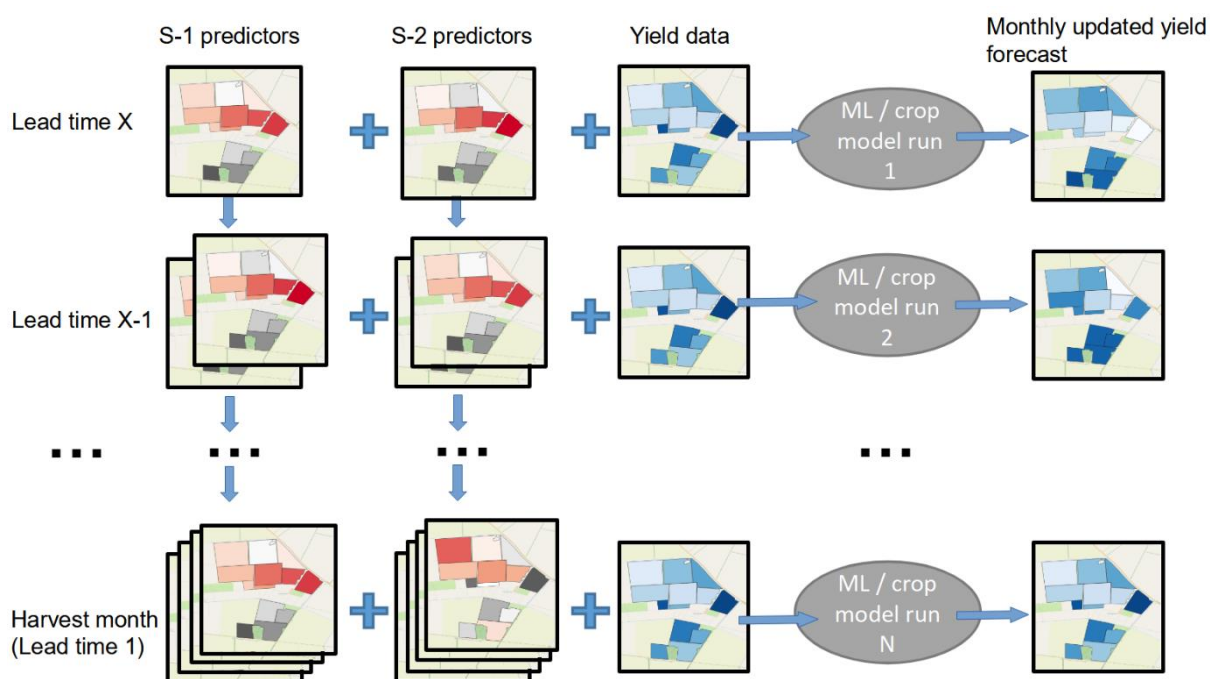 S-1 predictors
S-2 predictors
Yield data
Monthly updated yield
forecast
Lead time X
ML / crop
model run
1
Lead time X-1
ML / crop
model run
2
...
...
...
...
Harvest month
(Lead time 1)
ML / crop
model run
N